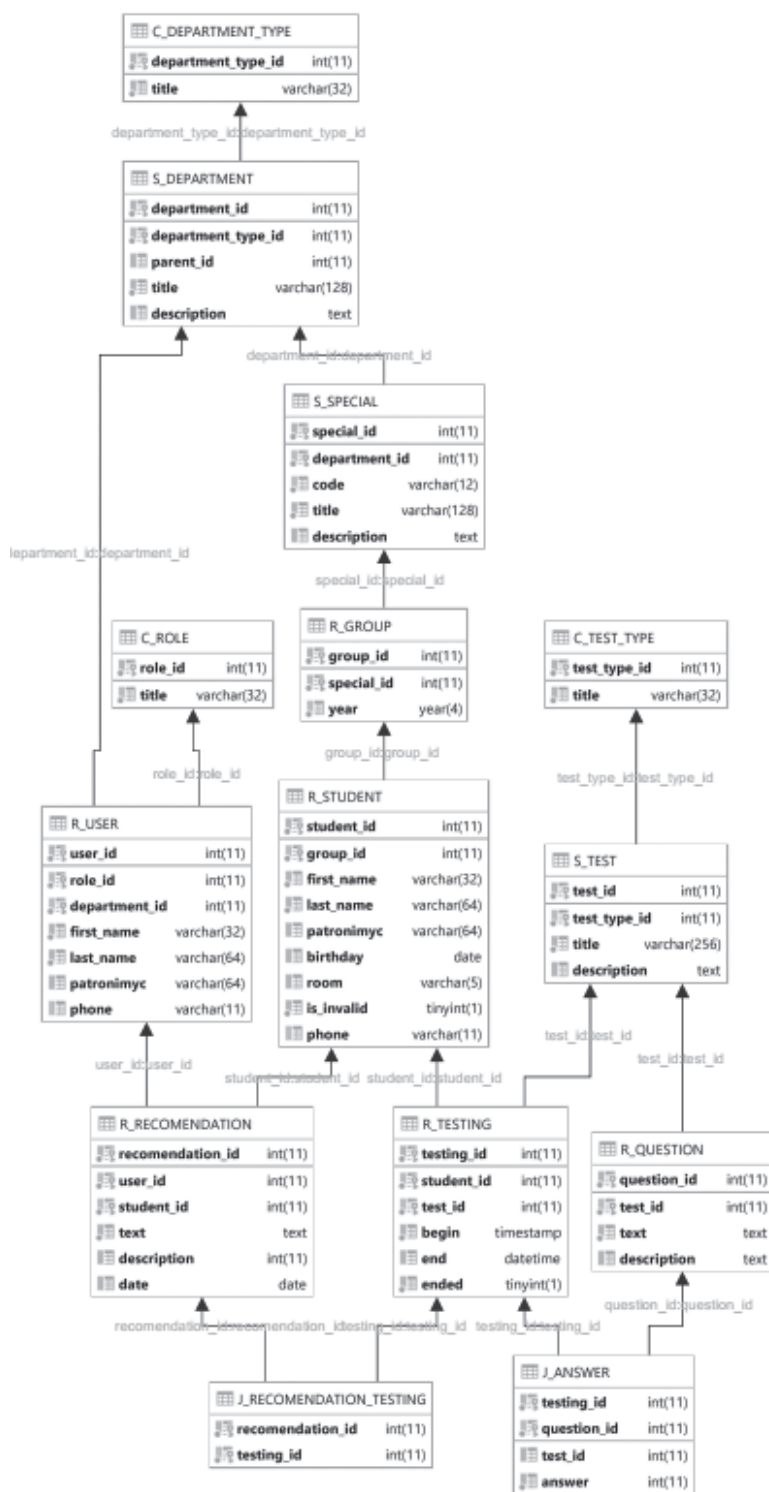 C_DEPARTMENT_TYPE
department_type_id int(11)
title varchar(32)
department_type_id:department_type_id
S_DEPARTMENT
department_id int(11)
department_type_id int(11)
parent_id int(11)
title varchar(128)
description text
department_id:department_id
S_SPECIAL
special_id int(11)
department_id int(11)
code varchar(12)
title varchar(128)
description text
lepartment_id:department_id
special_id:special_id
C_ROLE
role_id int(11)
title varchar(32)
R_GROUP
group_id int(11)
special_id int(11)
year year(4)
C_TEST_TYPE
test_type_id int(11)
title varchar(32)
role_id:role_id
group_id:group_id
test_type_id:test_type_id
R_USER
user_id int(11)
role_id int(11)
department_id int(11)
first_name varchar(32)
last_name varchar(64)
patronimyc varchar(64)
phone varchar(11)
R_STUDENT
student_id int(11)
group_id int(11)
first_name varchar(32)
last_name varchar(64)
patronimyc varchar(64)
birthday date
room varchar(5)
is_invalid tinyint(1)
phone varchar(11)
S_TEST
test_id int(11)
test_type_id int(11)
title varchar(256)
description text
user_id:user_id
student_id:student_id
student_id:student_id
test_id:test_id
test_id:test_id
R_RECOMENDATION
recomendation_id int(11)
user_id int(11)
student_id int(11)
text text
description int(11)
date date
R_TESTING
testing_id int(11)
student_id int(11)
test_id int(11)
begin timestamp
end datetime
ended tinyint(1)
R_QUESTION
question_id int(11)
test_id int(11)
text text
description text
recomendation_id:recomendation_id
testing_id:testing_id
testing_id:testing_id
question_id:question_id
J_RECOMENDATION_TESTING
recomendation_id int(11)
testing_id int(11)
J_ANSWER
testing_id int(11)
question_id int(11)
test_id int(11)
answer int(11)